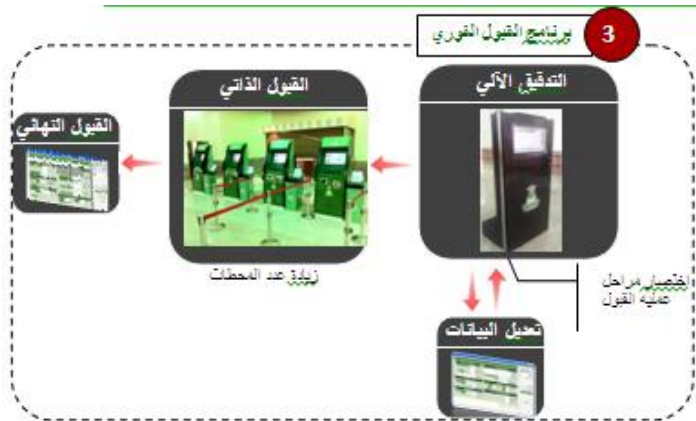 3
برنامج القبول الفوري
التدقيق الآلي
القبول الذاتي
القبول النهائي
زيادة عدد المحطات
اختصار مراحل
عملية القبول
تعديل البيانات